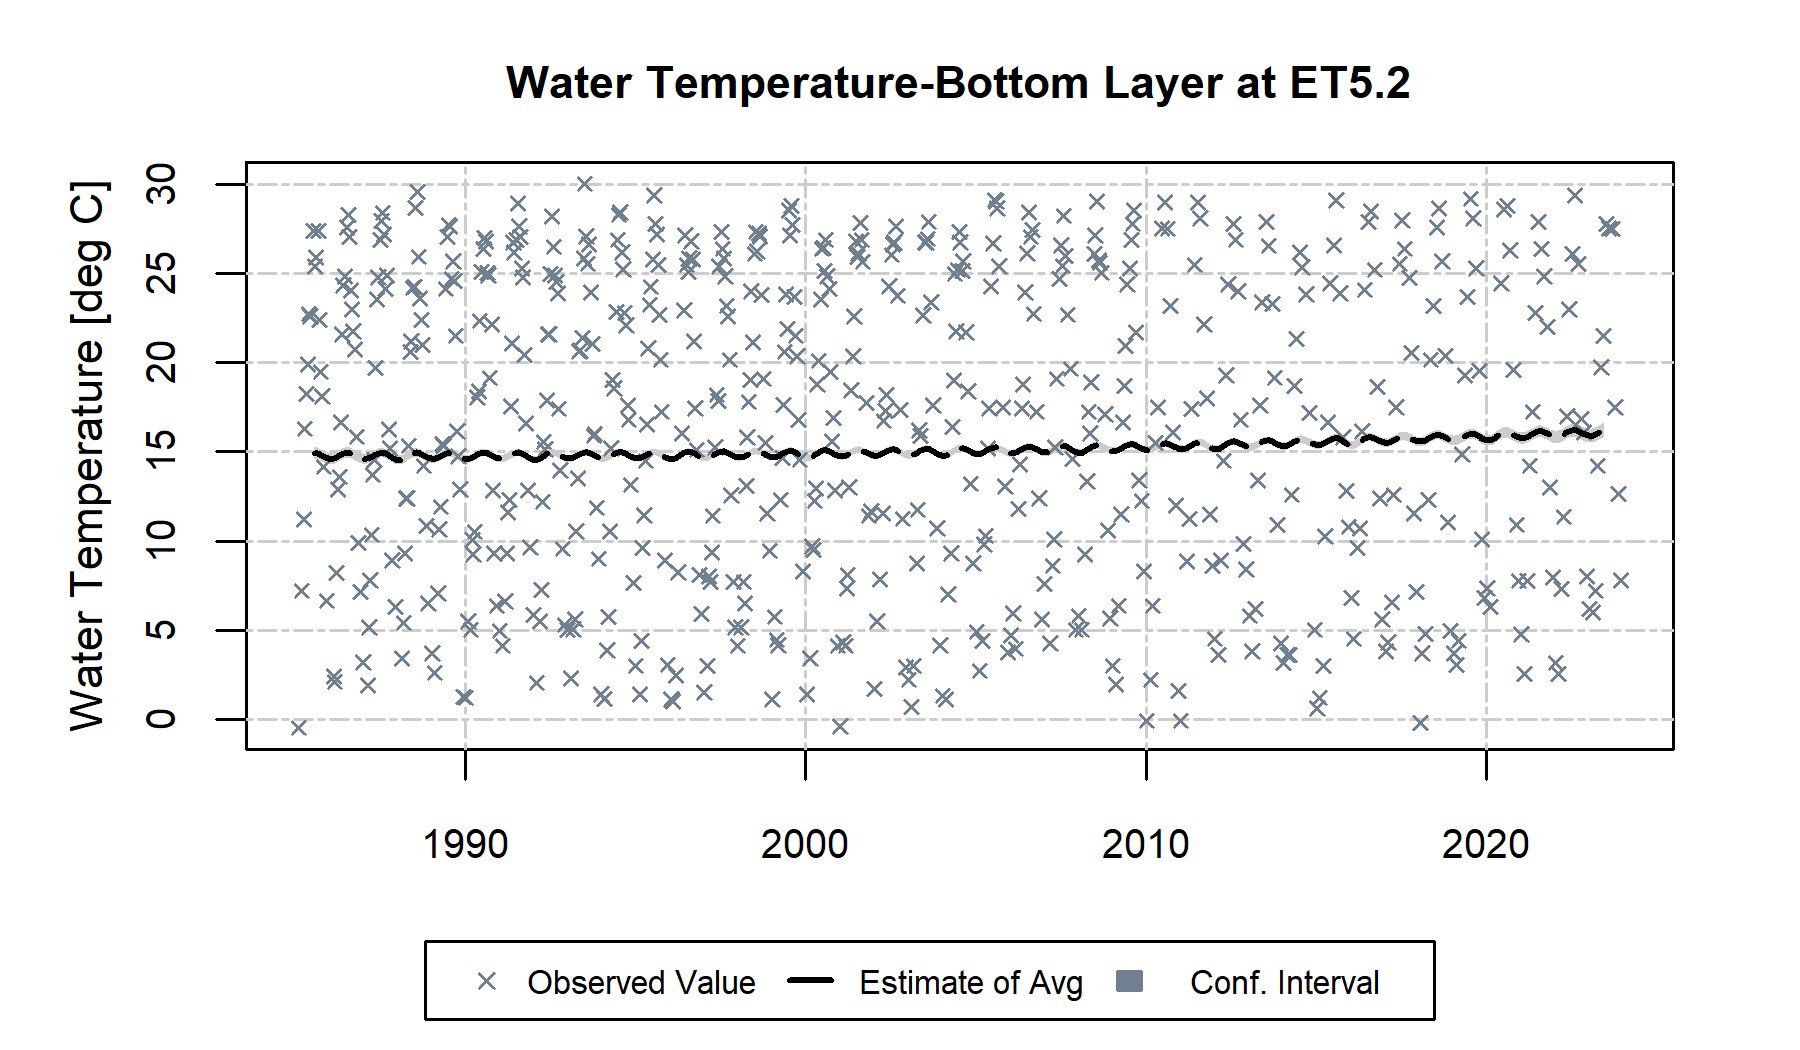 Water Temperature-Bottom Layer at ET5.2
Water Temperature [deg C]
30
25
20
15
10
5
0
1990 2000 2010 2020
Observed Value Estimate of Avg Conf. Interval